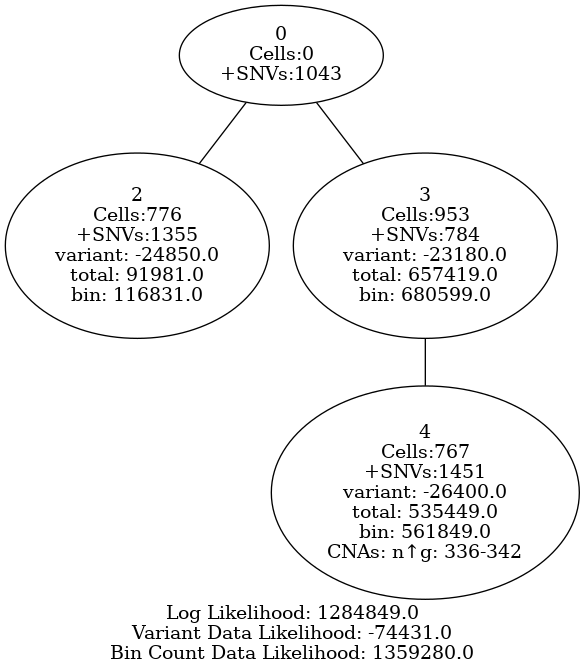 0
Cells:0
+SNVs:1043
2
Cells:776
+SNVs:1355
variant: -24850.0
total: 91981.0
bin: 116831.0
3
Cells:953
+SNVs:784
variant: -23180.0
total: 657419.0
bin: 680599.0
4
Cells:767
+SNVs:1451
variant: -26400.0
total: 535449.0
bin: 561849.0
CNAs: n↑g: 336-342
Log Likelihood: 1284849.0
Variant Data Likelihood: -74431.0
Bin Count Data Likelihood: 1359280.0